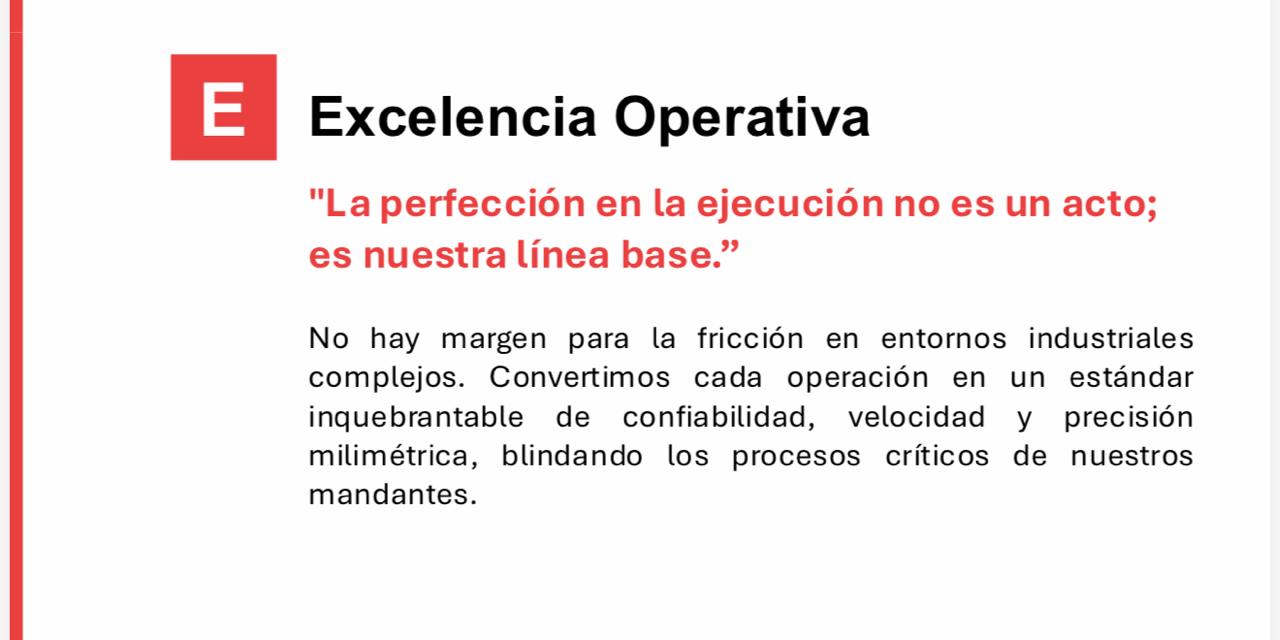 E
Excelencia Operativa
"La perfección en la ejecución no es un acto;
es nuestra línea base.”
No hay margen para la fricción en entornos industriales
complejos. Convertimos cada operación en un estándar
inquebrantable de confiabilidad, velocidad y precisión
milimétrica, blindando los procesos críticos de nuestros
mandantes.